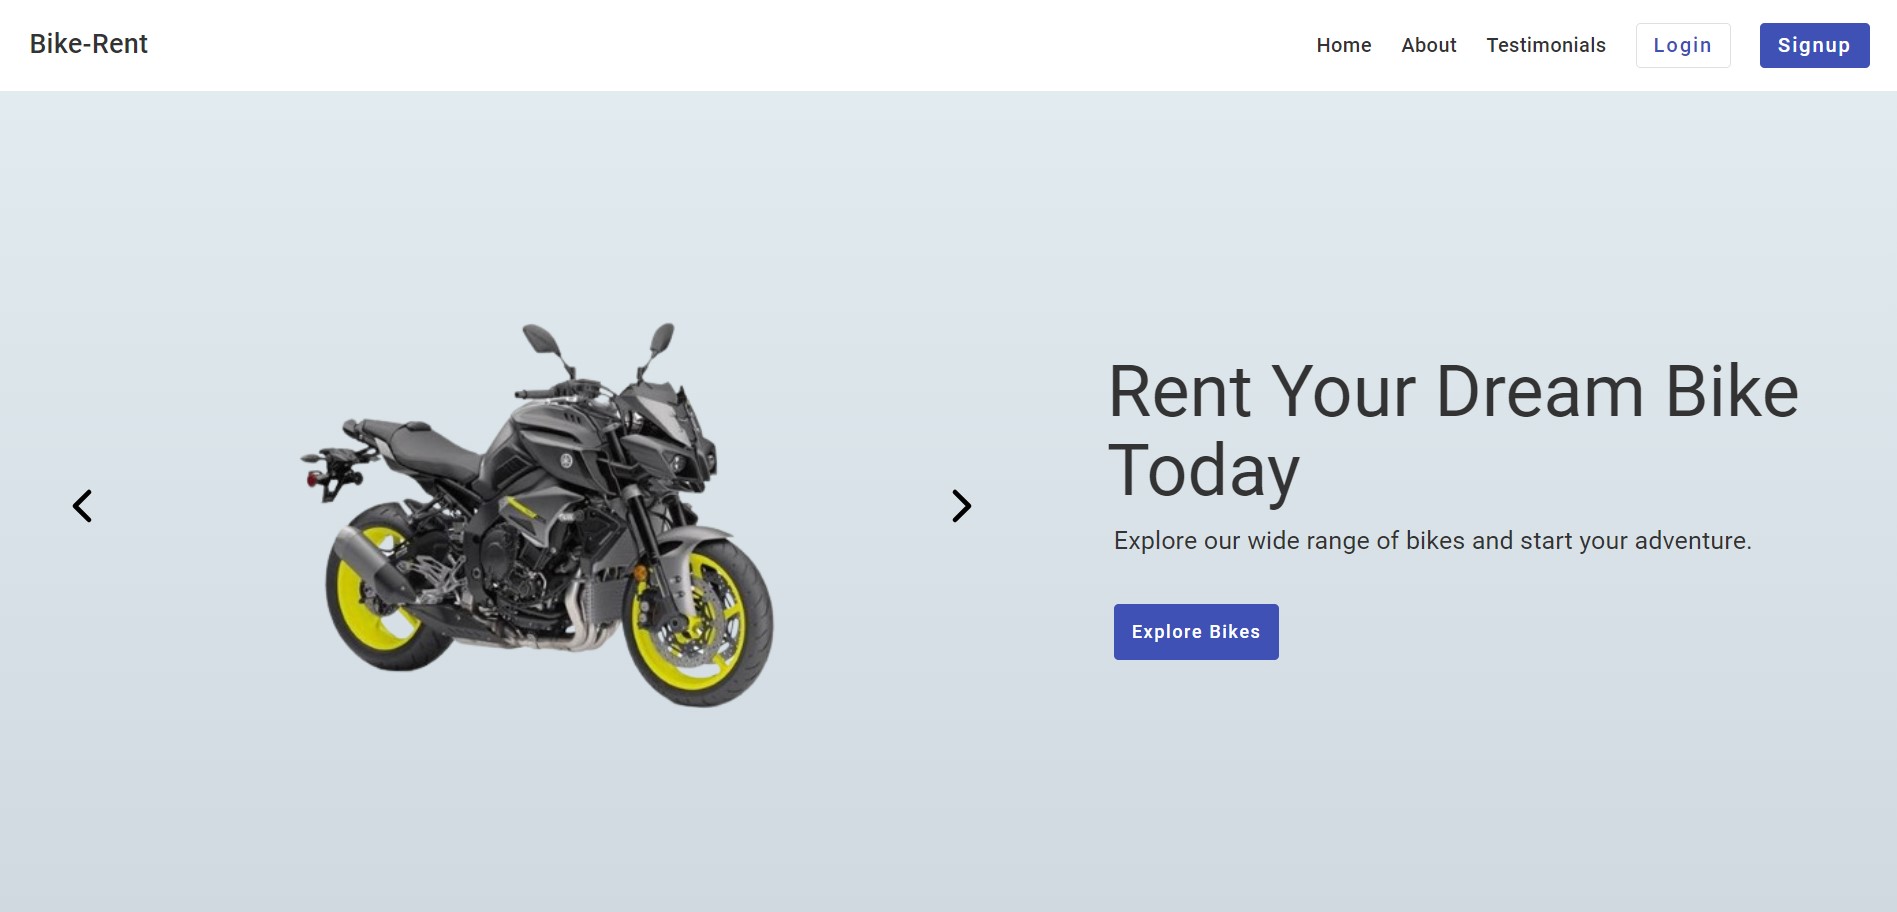 Bike-Rent
Home About Testimonials Login Signup
Rent Your Dream Bike
Today
Explore our wide range of bikes and start your adventure.
Explore Bikes